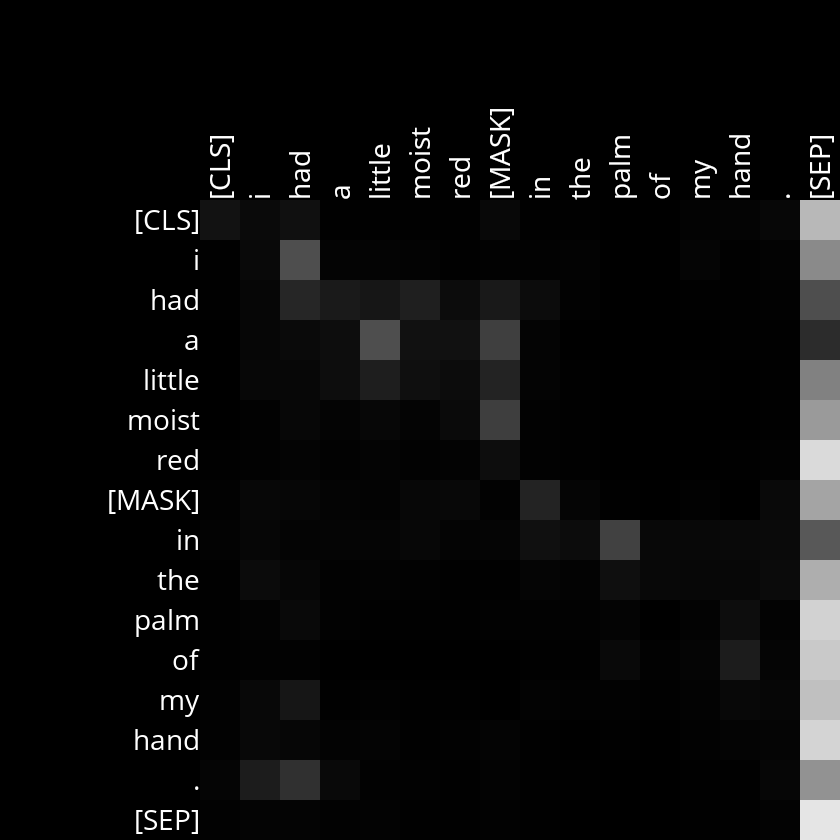 [CLS] i had a little moist red [MASK] in the palm of my hand . [SEP]
[CLS]
i
had
a
little
moist
red
[MASK]
in
the
palm
of
my
hand
.
[SEP]